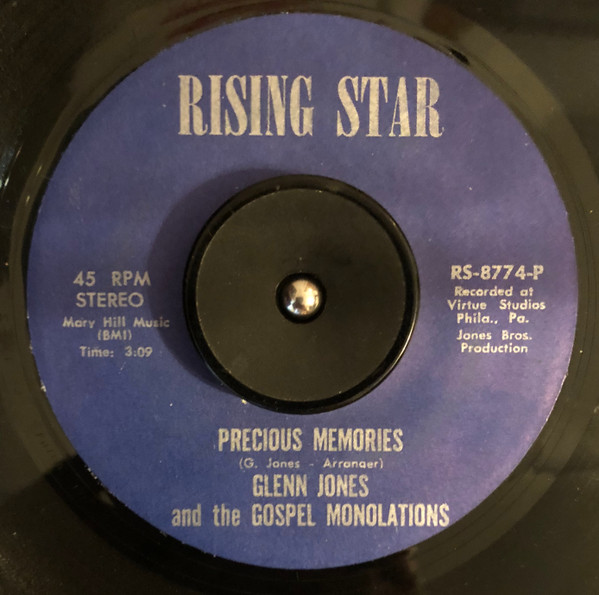 RISING STAR
45 RPM
STEREO
Mary Hill Music
(BMI)
Time: 3:09
RS-8774-P
Recorded at
Virtue Studios
Phila., Pa.
Jones Bros.
Production
PRECIOUS MEMORIES
(G. Jones - Arranger)
GLENN JONES
and the GOSPEL MONOLATIONS